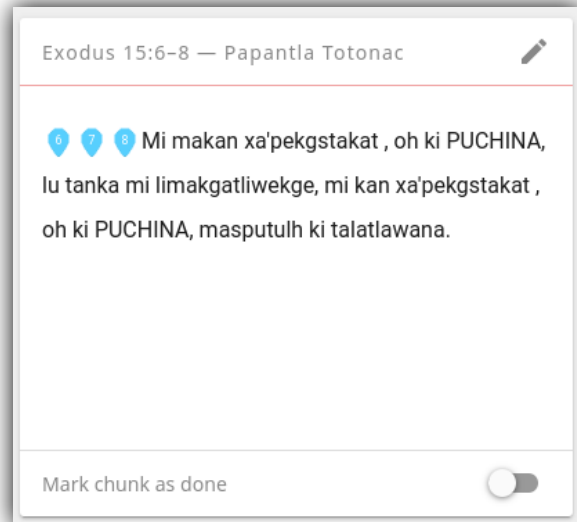 Exodus 15:6–8 — Papantla Totonac
6 7 8 Mi makan xa'pekgstakat , oh ki PUCHINA,
lu tanka mi limakgatliwekge, mi kan xa'pekgstakat ,
oh ki PUCHINA, masputulh ki talatlawana.
Mark chunk as done